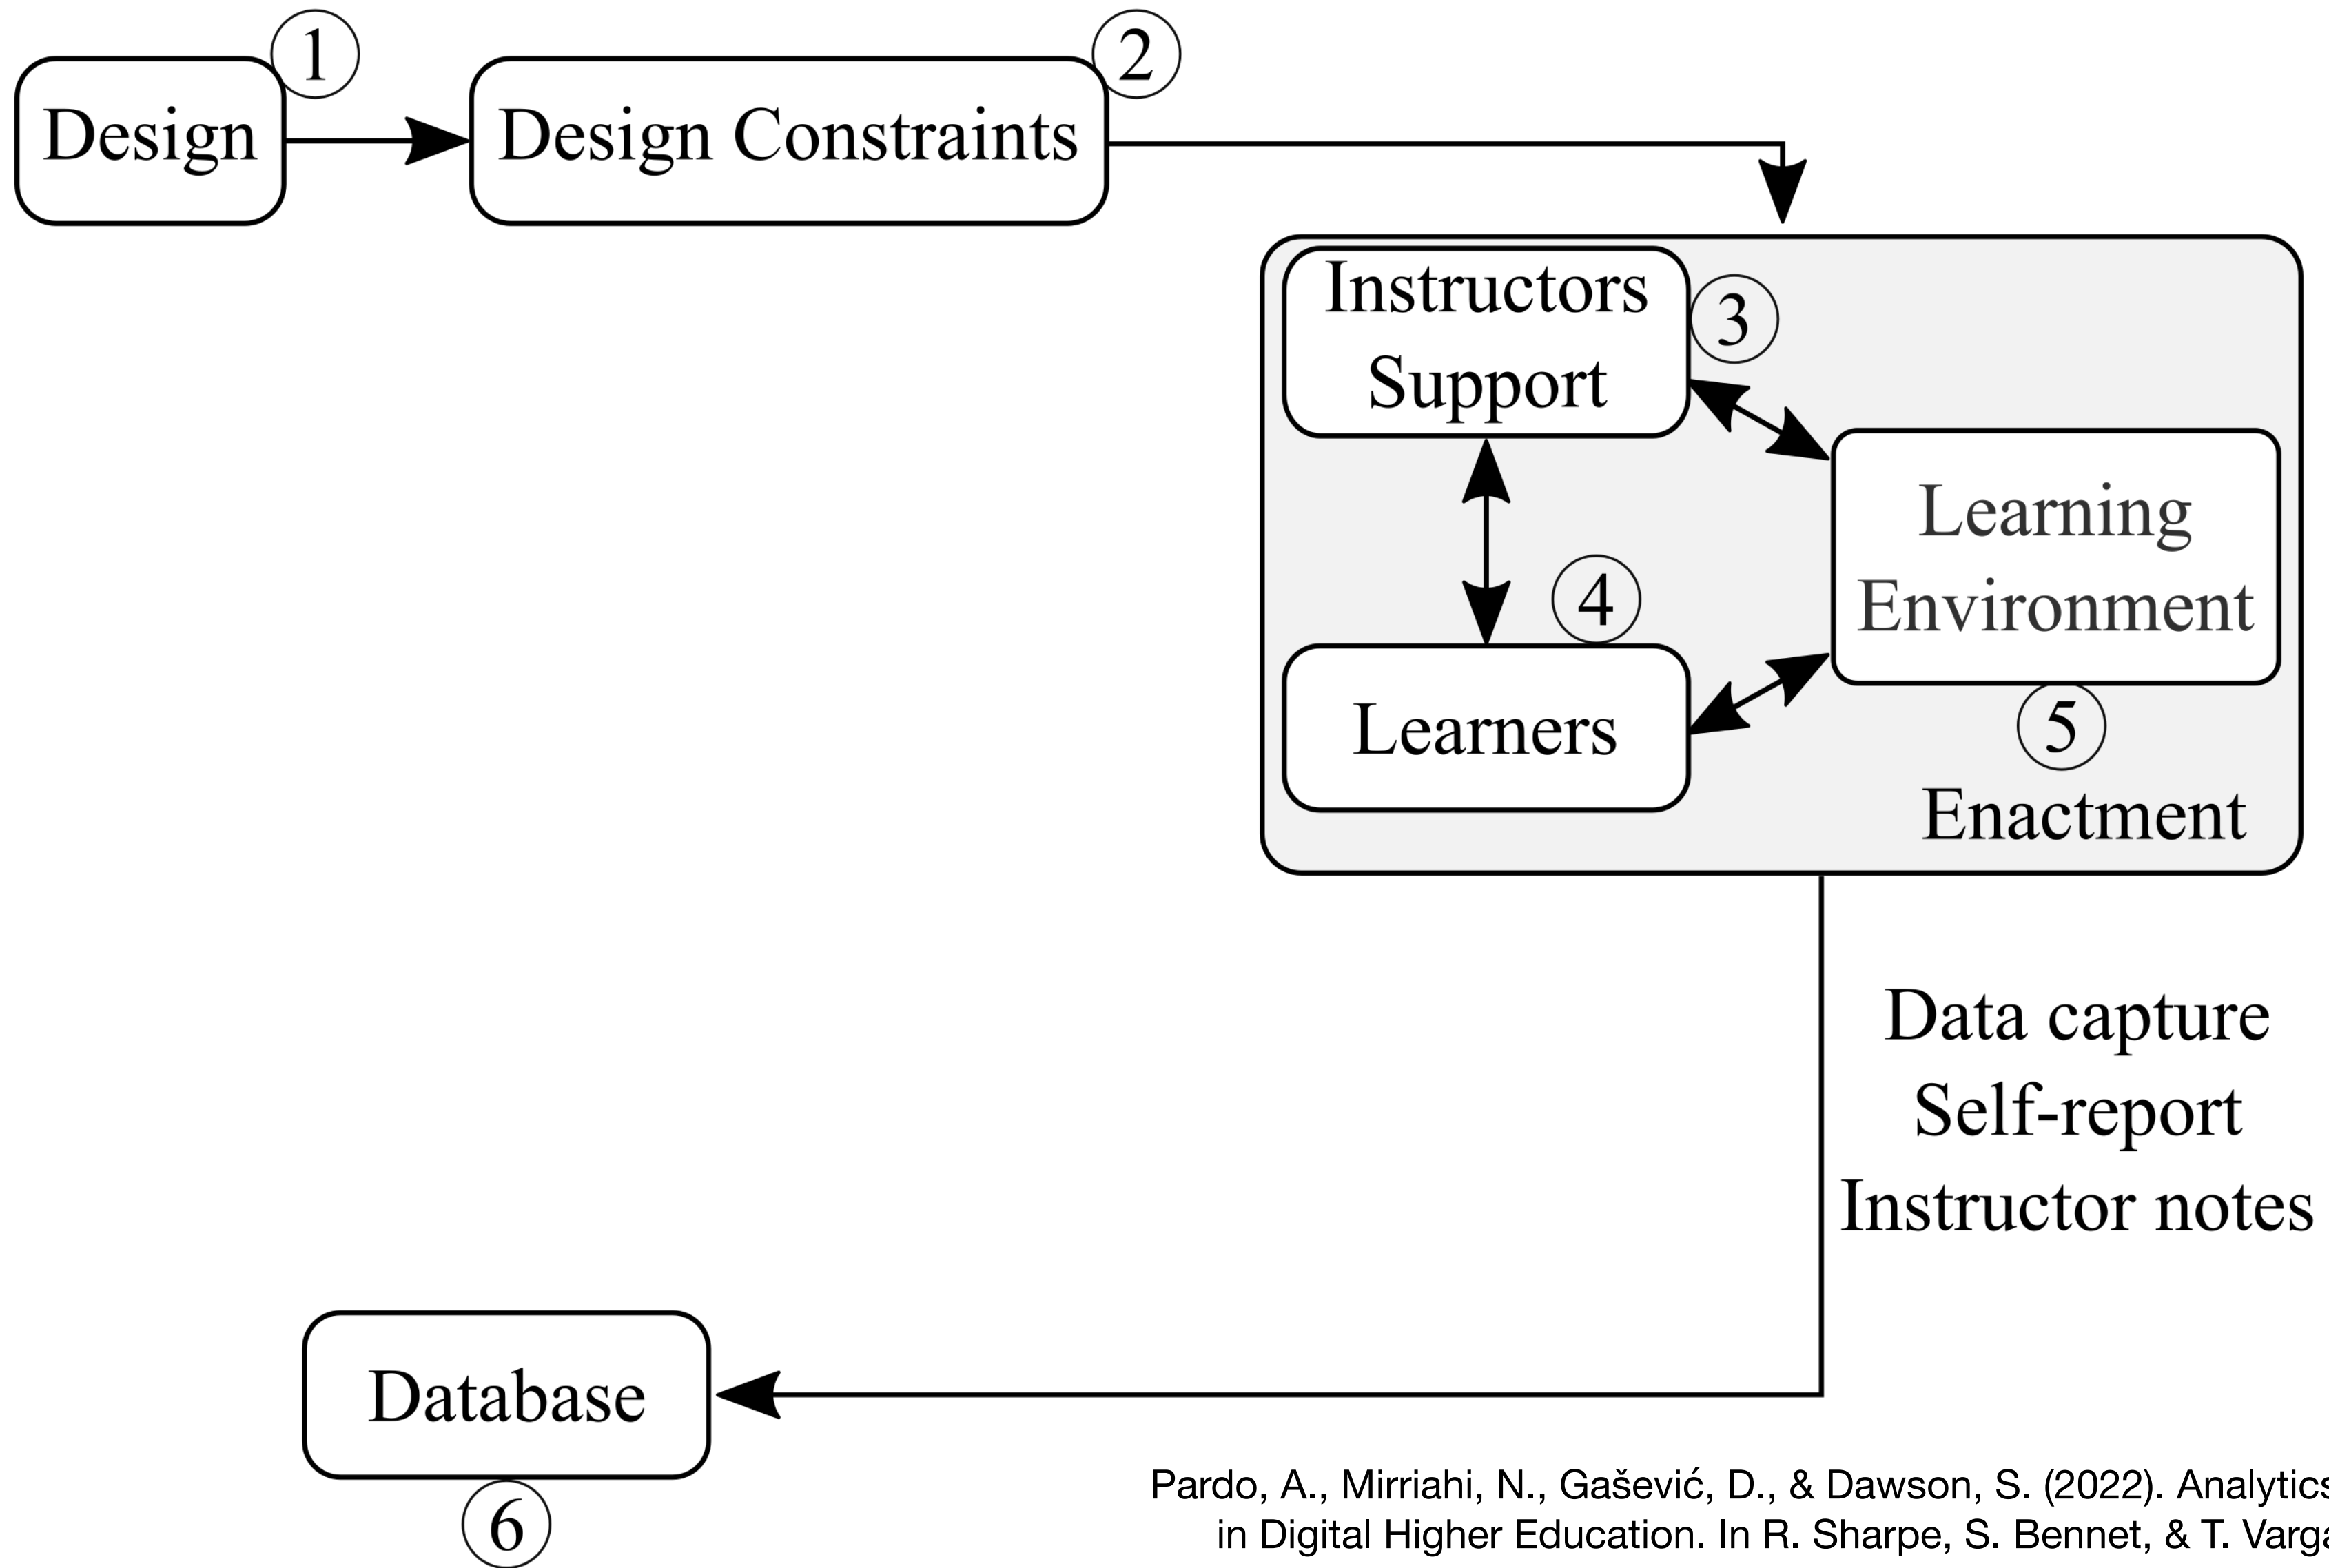 1
Design
2
Design Constraints
Instructors
Support
3
Learning
Environment
4
Learners
5
Enactment
Data capture
Self-report
Instructor notes
Database
6
Pardo, A., Mirriahi, N., Gašević, D., & Dawson, S. (2022). Analytics
in Digital Higher Education. In R. Sharpe, S. Bennet, & T. Varga